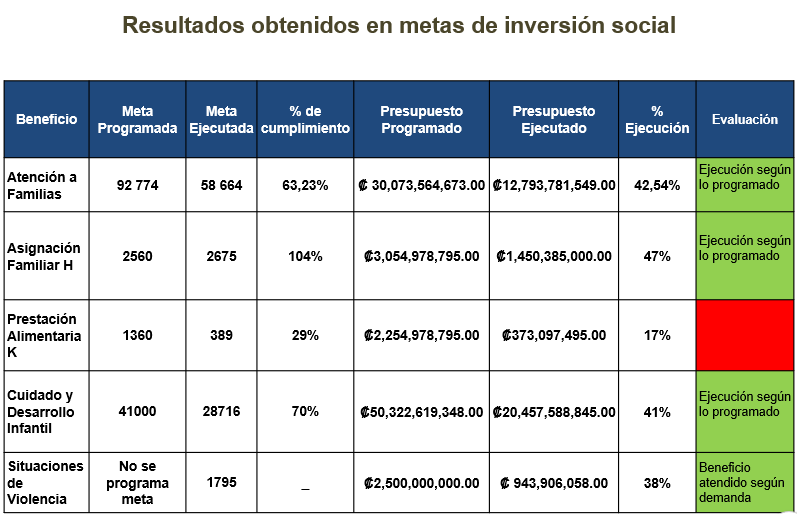 Resultados obtenidos en metas de inversión social
Beneficio
Meta
Programada
Meta
Ejecutada
% de
cumplimiento
Presupuesto
Programado
Presupuesto
Ejecutado
%
Ejecución
Evaluación
Atención a
Familias
92 774
58 664
63,23%
₡ 30,073,564,673.00
₡12,793,781,549.00
42,54%
Ejecución según
lo programado
Asignación
Familiar H
2560
2675
104%
₡3,054,978,795.00
₡1,450,385,000.00
47%
Ejecución según
lo programado
Prestación
Alimentaria
K
1360
389
29%
₡2,254,978,795.00
₡373,097,495.00
17%
Cuidado y
Desarrollo
Infantil
41000
28716
70%
₡50,322,619,348.00
₡20,457,588,845.00
41%
Ejecución según
lo programado
Situaciones
de
Violencia
No se
programa
meta
1795
_
₡2,500,000,000.00
₡ 943,906,058.00
38%
Beneficio
atendido según
demanda